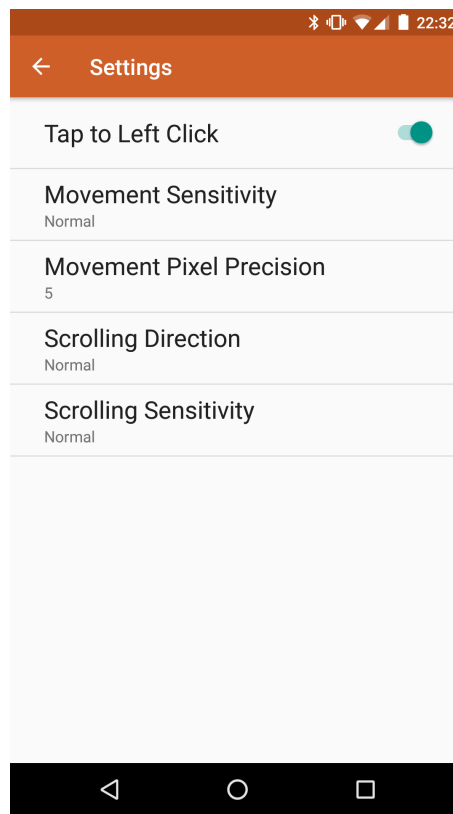 22:32
Settings
Tap to Left Click
Movement Sensitivity
Normal
Movement Pixel Precision
5
Scrolling Direction
Normal
Scrolling Sensitivity
Normal